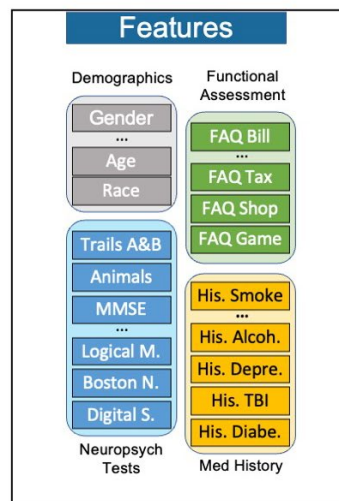 Features
Demographics
Gender
...
Age
Race
Trails A&B
Animals
MMSE
...
Logical M.
Boston N.
Digital S.
Neuropsych
Tests
Functional
Assessment
FAQ Bill
...
FAQ Tax
FAQ Shop
FAQ Game
His. Smoke
...
His. Alcoh.
His. Depre.
His. TBI
His. Diabe.
Med History